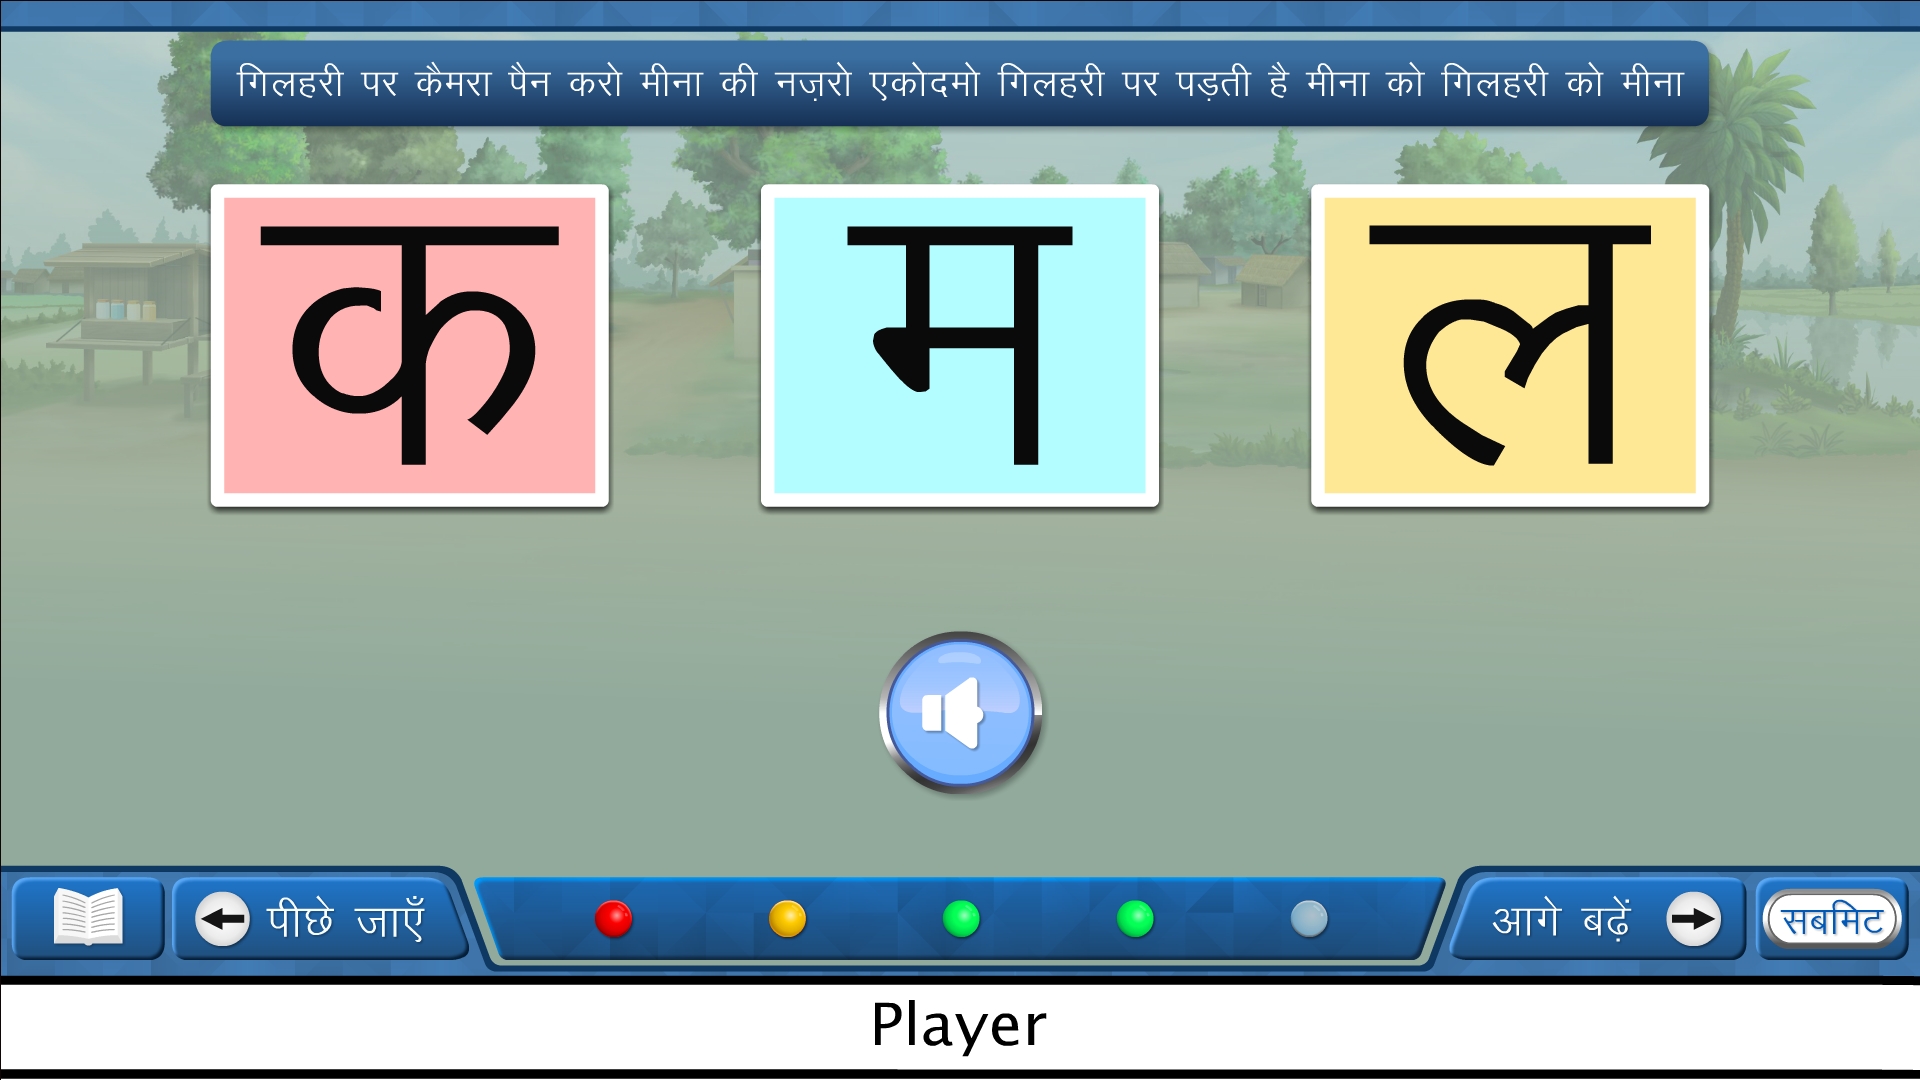 गिलहरी पर कैमरा पैन करो मीना की नज़रो एकोदमो गिलहरी पर पड़ती है मीना को गिलहरी को मीना
क म ल
पीछे जाएँ आगे बढ़ें सबमिट
Player